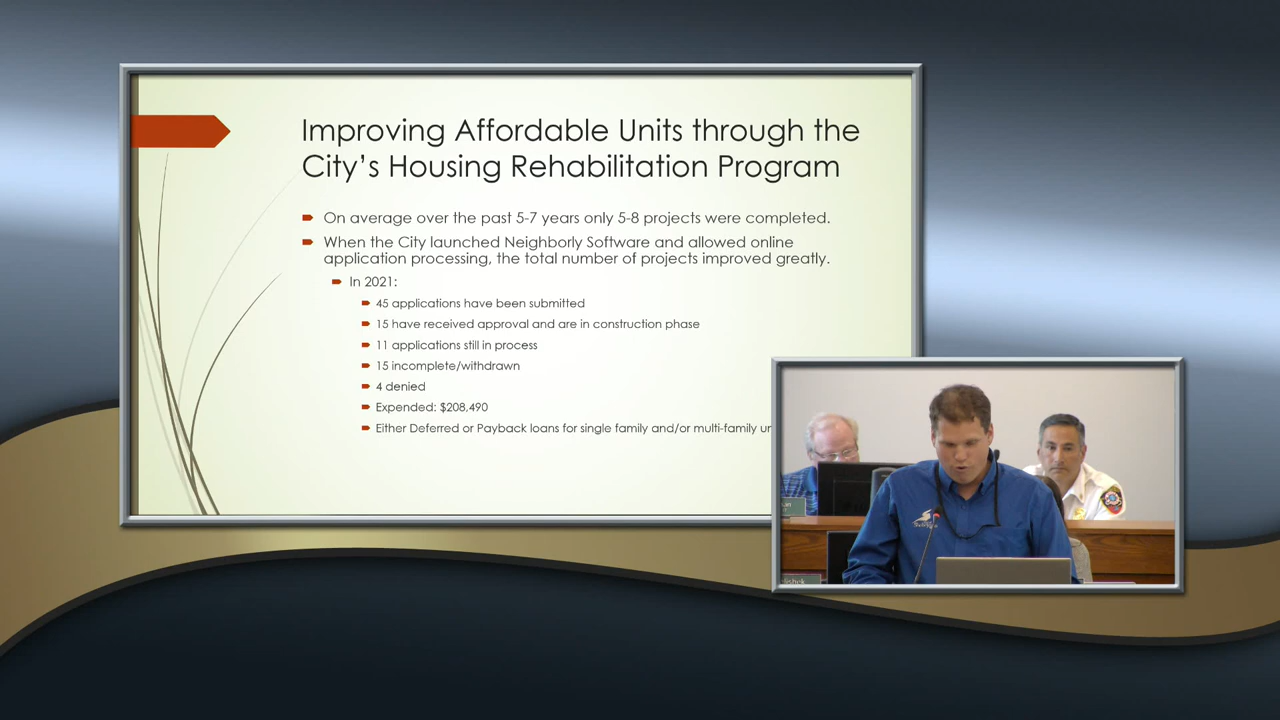 Improving Affordable Units through the
City's Housing Rehabilitation Program
On average over the past 5-7 years only 5-8 projects were completed.
When the City launched Neighborly Software and allowed online
application processing, the total number of projects improved greatly.
In 2021:
45 applications have been submitted
15 have received approval and are in construction phase
11 applications still in process
15 incomplete/withdrawn
4 denied
Expended: $208,490
Either Deferred or Payback loans for single family and/or multi-family